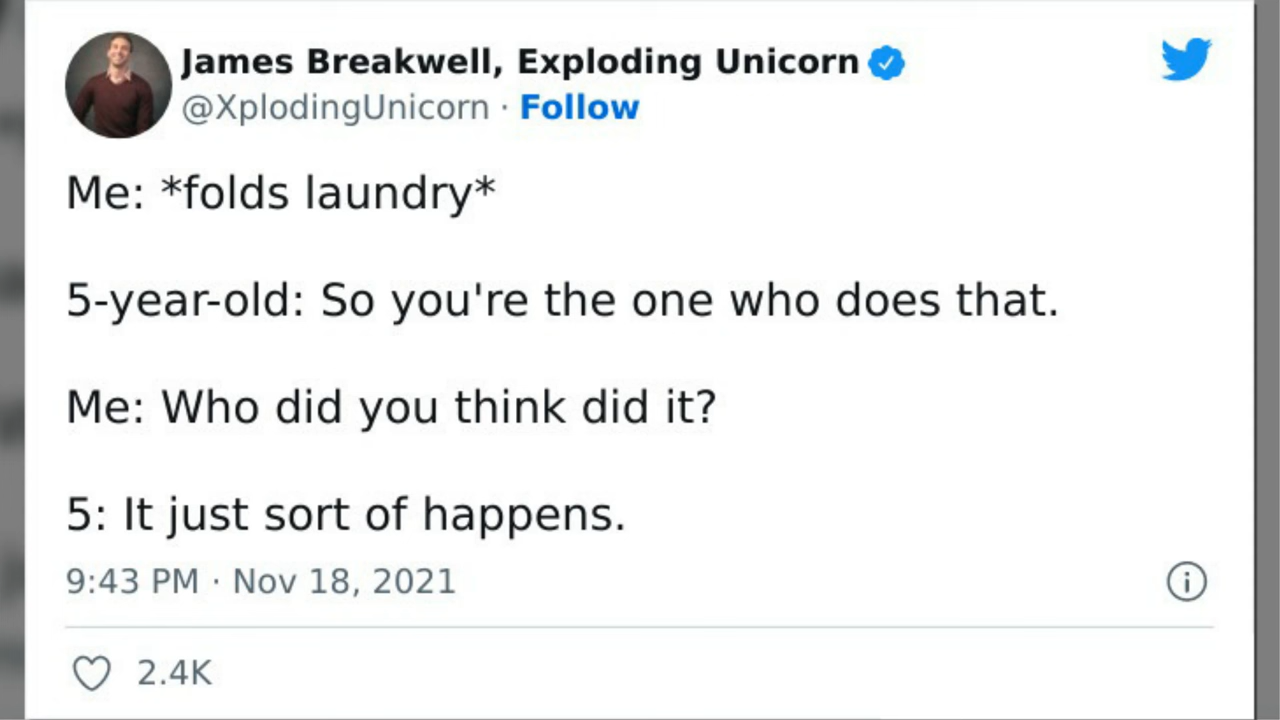 James Breakwell, Exploding Unicorn
@XplodingUnicorn · Follow
Me: *folds laundry*
5-year-old: So you're the one who does that.
Me: Who did you think did it?
5: It just sort of happens.
9:43 PM · Nov 18, 2021
2.4K